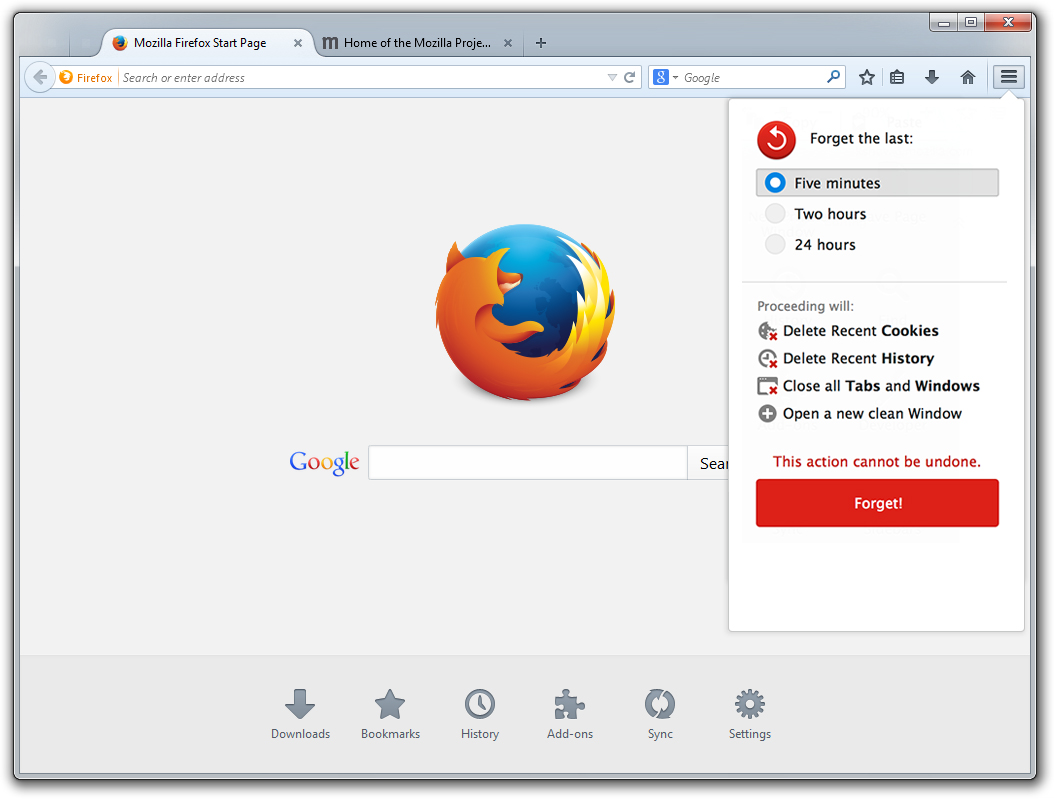 Mozilla Firefox Start Page
Home of the Mozilla Proje...
Firefox
Search or enter address
8
Google
Forget the last:
Five minutes
Two hours
24 hours
Proceeding will:
Delete Recent Cookies
Delete Recent History
Close all Tabs and Windows
Open a new clean Window
This action cannot be undone.
Forget!
Google
Sear
Downloads
Bookmarks
History
Add-ons
Sync
Settings